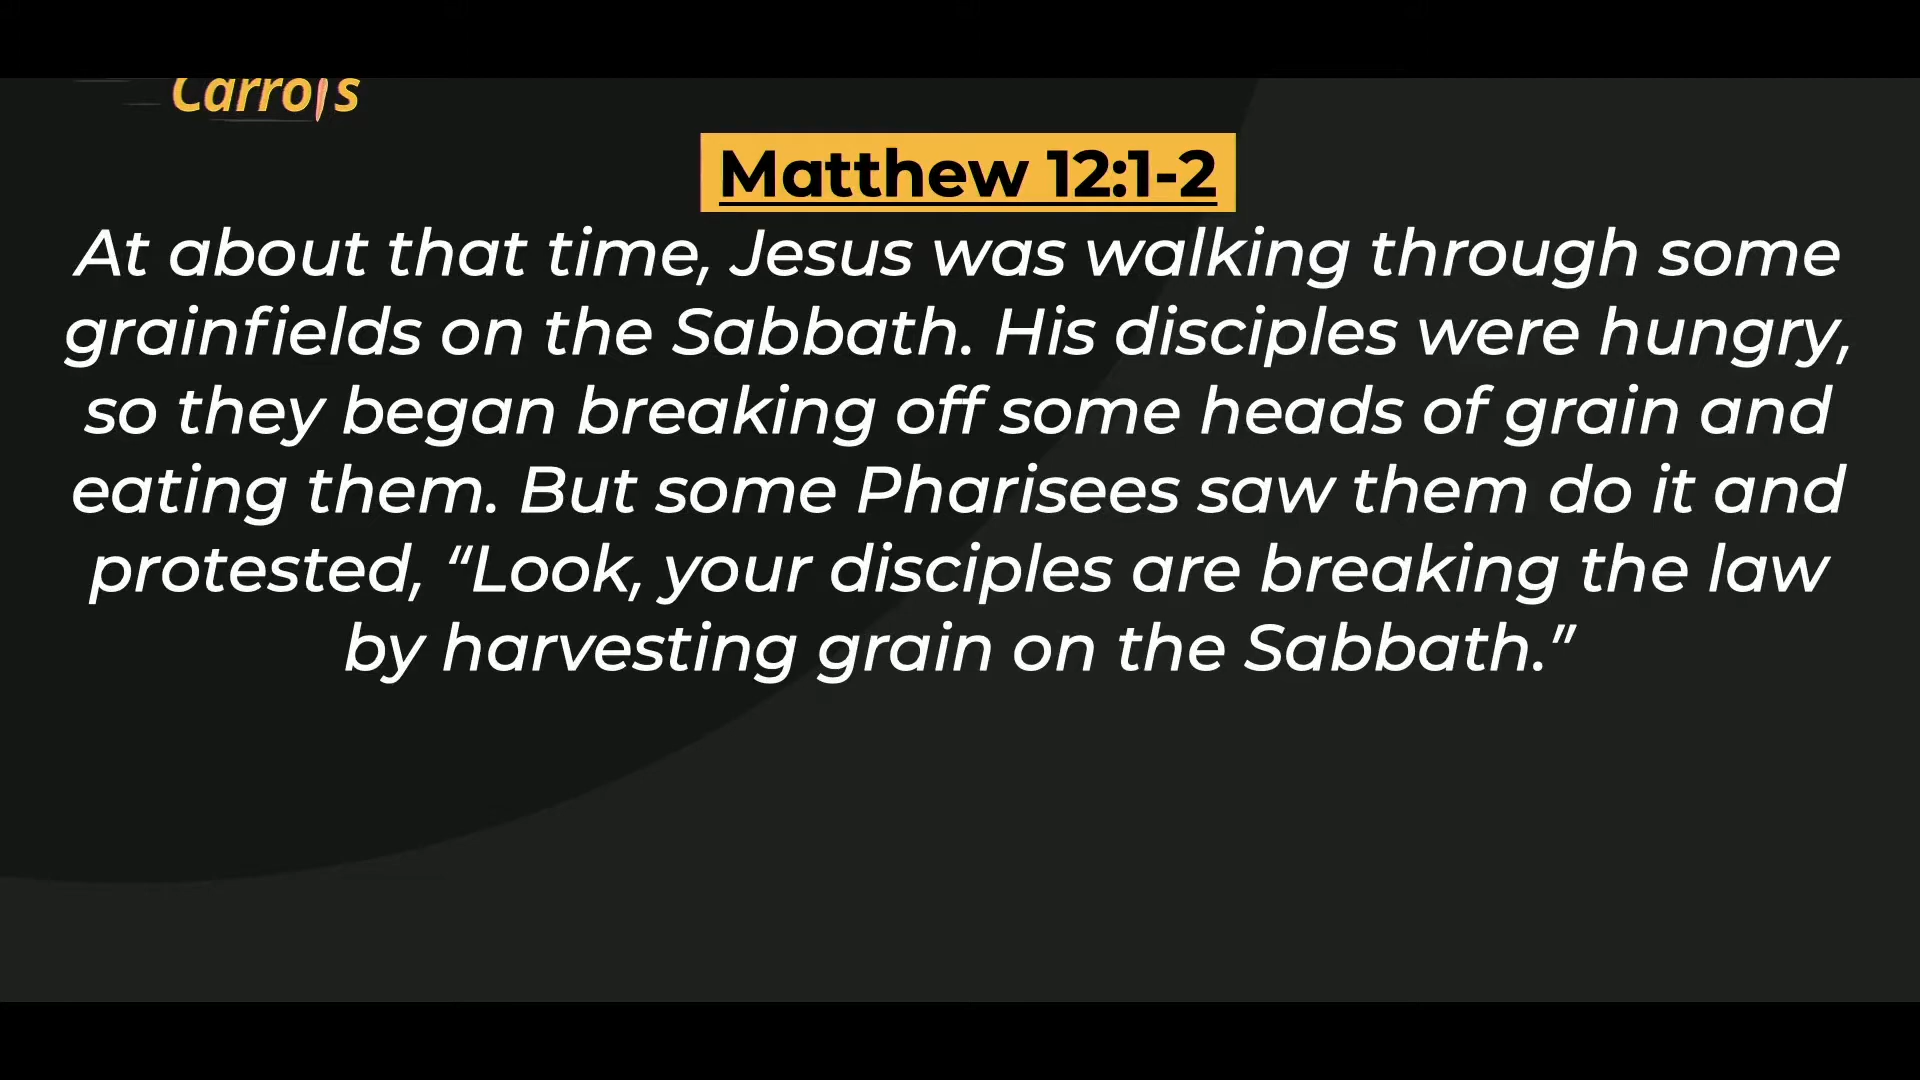 Carrots
Matthew 12:1-2
At about that time, Jesus was walking through some
grainfields on the Sabbath. His disciples were hungry,
so they began breaking off some heads of grain and
eating them. But some Pharisees saw them do it and
protested, “Look, your disciples are breaking the law
by harvesting grain on the Sabbath.”